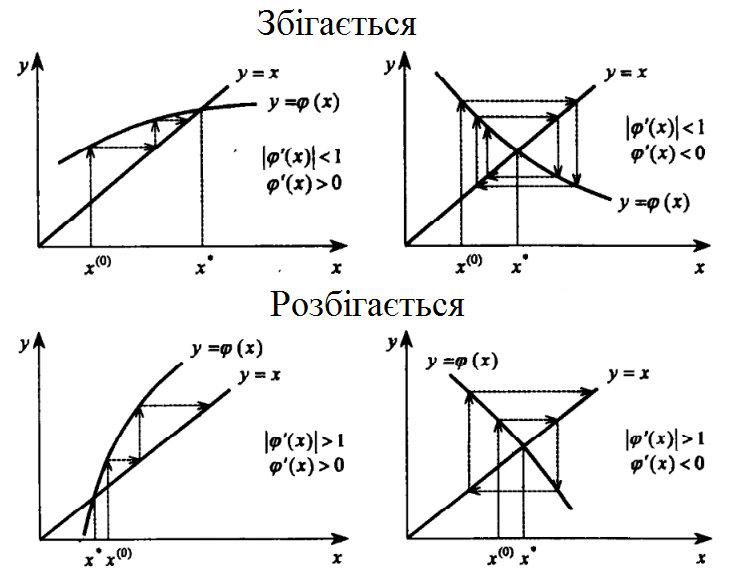 Збігається
y
y = x
y =φ (x)
|φ'(x)| < 1
φ'(x) > 0
x⁽⁰⁾
x*
x
y
y = x
|φ'(x)| < 1
φ'(x) < 0
y =φ(x)
x⁽⁰⁾
x*
x
Розбігається
y
y =φ (x)
y = x
|φ'(x)| > 1
φ'(x) > 0
x* x⁽⁰⁾
x
y
y =φ (x)
y = x
|φ'(x)| > 1
φ'(x) < 0
x⁽⁰⁾ x*
x